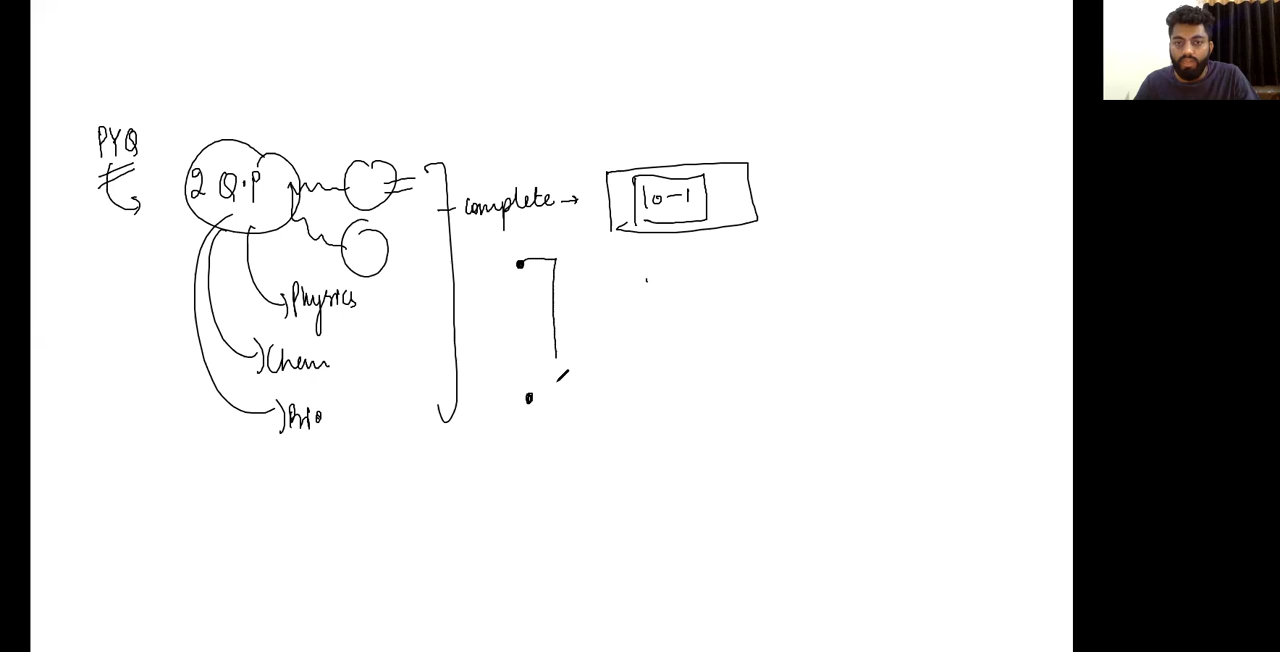 PYQ
2 Q.P
complete →
10-1
Physics
Chem
Bio